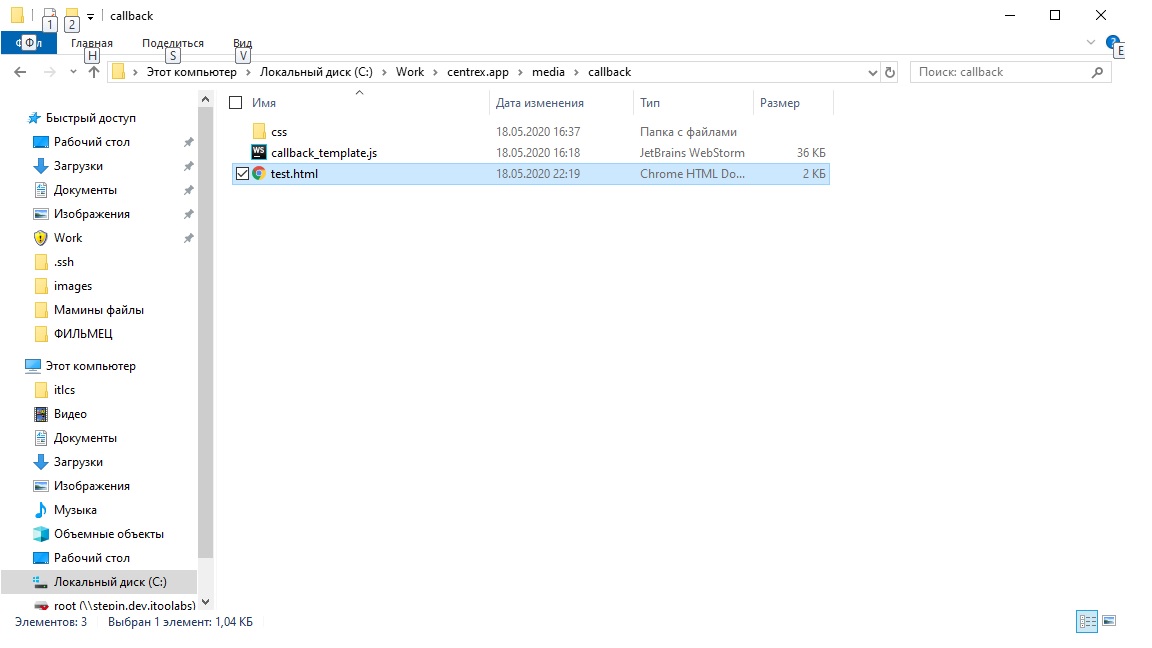 1
2
callback
Ф
Главная
Поделиться
Вид
H
S
V
E
Этот компьютер
Локальный диск (C:)
Work
centrex.app
media
callback
Поиск: callback
Имя
Дата изменения
Тип
Размер
css
18.05.2020 16:37
Папка с файлами
WS
callback_template.js
18.05.2020 16:18
JetBrains WebStorm
36 КБ
test.html
18.05.2020 22:19
Chrome HTML Do...
2 КБ
Быстрый доступ
Рабочий стол
Загрузки
Документы
Изображения
Work
.ssh
images
Мамины файлы
ФИЛЬМЕЦ
Этот компьютер
itlcs
Видео
Документы
Загрузки
Изображения
Музыка
Объемные объекты
Рабочий стол
Локальный диск (C:)
root (\\stepin.dev.itoolabs)
Элементов: 3
Выбран 1 элемент: 1,04 КБ